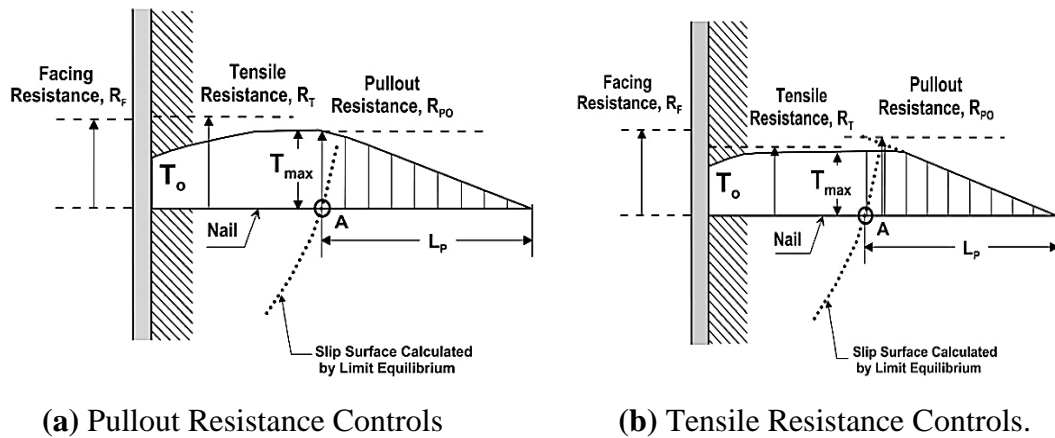 Facing
Resistance, R_F
Tensile
Resistance, R_T
Pullout
Resistance, R_PO
T_o
T_max
A
Nail
L_P
Slip Surface Calculated
by Limit Equilibrium
(a) Pullout Resistance Controls
Facing
Resistance, R_F
Tensile
Resistance, R_T
Pullout
Resistance, R_PO
T_o
T_max
A
Nail
L_P
Slip Surface Calculated
by Limit Equilibrium
(b) Tensile Resistance Controls.